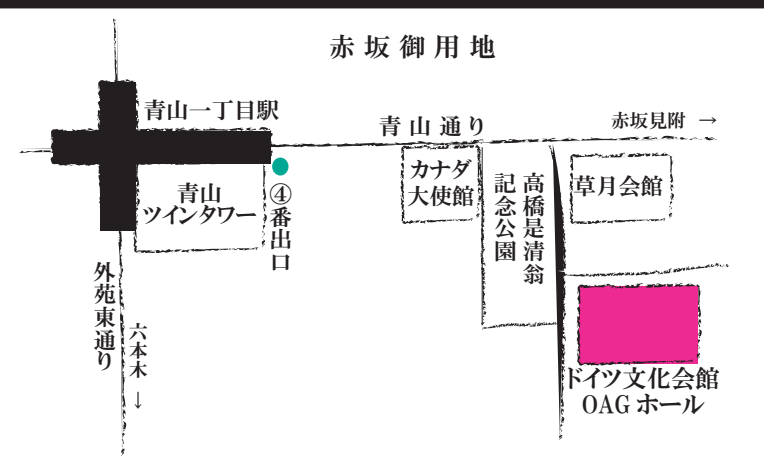 赤坂御用地
青山一丁目駅
青山通り
赤坂見附 →
青山
ツインタワー
④番出口
カナダ
大使館
高橋是清翁
記念公園
草月会館
外苑東通り
六本木 ↓
ドイツ文化会館
OAG ホール